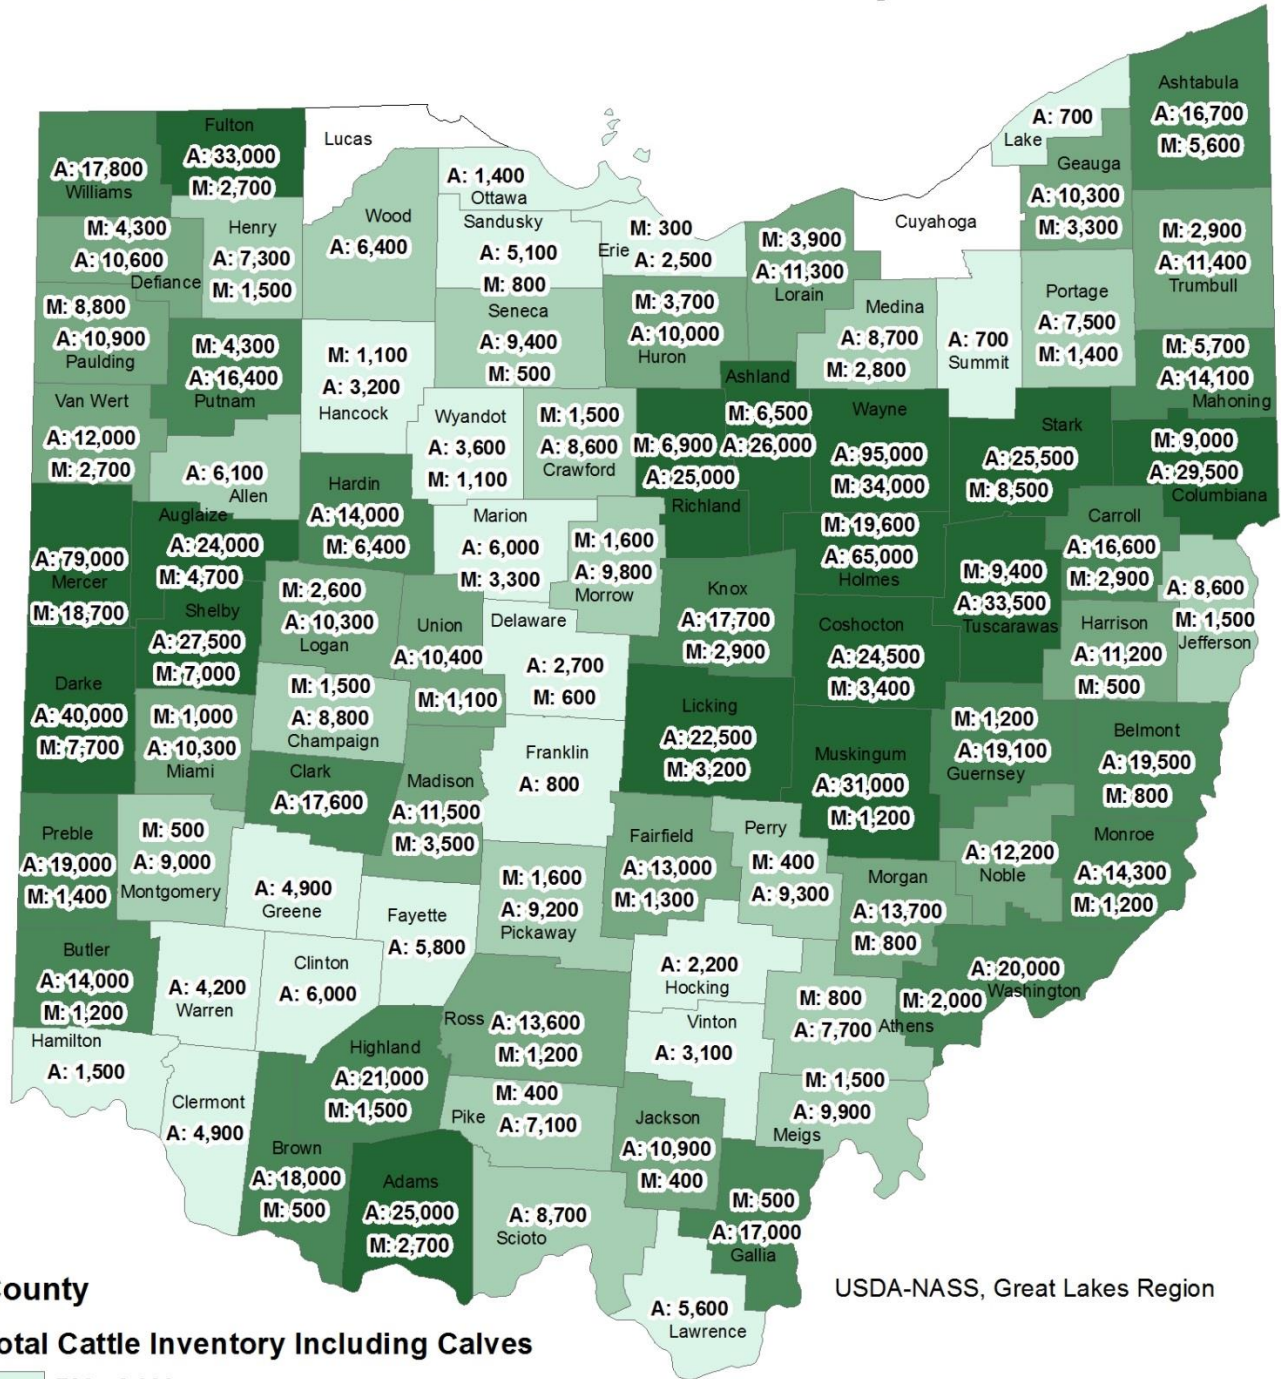 Ashtabula
A: 16,700
M: 5,600
A: 700
Lake
Geauga
A: 10,300
M: 3,300
Fulton
A: 33,000
M: 2,700
Lucas
A: 17,800
Williams
A: 1,400
Ottawa
Wood
A: 6,400
Sandusky
A: 5,100
M: 800
Erie
M: 300
A: 2,500
M: 3,900
A: 11,300
Lorain
Cuyahoga
M: 2,900
A: 11,400
Trumbull
M: 4,300
A: 10,600
Defiance
Henry
A: 7,300
M: 1,500
M: 8,800
A: 10,900
Paulding
M: 4,300
A: 16,400
Putnam
M: 1,100
A: 3,200
Hancock
Seneca
A: 9,400
M: 500
M: 3,700
A: 10,000
Huron
Medina
A: 8,700
M: 2,800
A: 700
Summit
Portage
A: 7,500
M: 1,400
M: 5,700
A: 14,100
Mahoning
Van Wert
A: 12,000
M: 2,700
A: 6,100
Allen
Hardin
A: 14,000
M: 6,400
Wyandot
A: 3,600
M: 1,100
M: 1,500
A: 8,600
Crawford
M: 6,900
A: 25,000
Richland
Ashland
M: 6,500
A: 26,000
Wayne
A: 95,000
M: 34,000
Stark
A: 25,500
M: 8,500
M: 9,000
A: 29,500
Columbiana
A: 79,000
Mercer
M: 18,700
Auglaize
A: 24,000
M: 4,700
Shelby
A: 27,500
M: 7,000
M: 2,600
A: 10,300
Logan
Union
A: 10,400
M: 1,100
Marion
A: 6,000
M: 3,300
M: 1,600
A: 9,800
Morrow
Knox
A: 17,700
M: 2,900
M: 19,600
A: 65,000
Holmes
M: 9,400
A: 33,500
Tuscarawas
Carroll
A: 16,600
M: 2,900
A: 8,600
M: 1,500
Jefferson
Harrison
A: 11,200
M: 500
Darke
A: 40,000
M: 7,700
M: 1,000
A: 10,300
Miami
M: 1,500
A: 8,800
Champaign
Delaware
A: 2,700
M: 600
Licking
A: 22,500
M: 3,200
Coshocton
A: 24,500
M: 3,400
Muskingum
A: 31,000
M: 1,200
M: 1,200
A: 19,100
Guernsey
Belmont
A: 19,500
M: 800
Clark
A: 17,600
Madison
A: 11,500
M: 3,500
Franklin
A: 800
Preble
A: 19,000
M: 1,400
M: 500
A: 9,000
Montgomery
A: 4,900
Greene
Fayette
A: 5,800
M: 1,600
A: 9,200
Pickaway
Fairfield
A: 13,000
M: 1,300
Perry
M: 400
A: 9,300
Morgan
A: 13,700
M: 800
A: 12,200
Noble
Monroe
A: 14,300
M: 1,200
Butler
A: 14,000
M: 1,200
A: 4,200
Warren
Clinton
A: 6,000
A: 2,200
Hocking
M: 800
A: 7,700
Athens
A: 20,000
M: 2,000
Washington
Hamilton
A: 1,500
Clermont
A: 4,900
Highland
A: 21,000
M: 1,500
Ross
A: 13,600
M: 1,200
Vinton
A: 3,100
M: 1,500
A: 9,900
Meigs
Brown
A: 18,000
M: 500
Adams
A: 25,000
M: 2,700
Pike
M: 400
A: 7,100
A: 8,700
Scioto
Jackson
A: 10,900
M: 400
M: 500
A: 17,000
Gallia
A: 5,600
Lawrence
USDA-NASS, Great Lakes Region
ounty
otal Cattle Inventory Including Calves